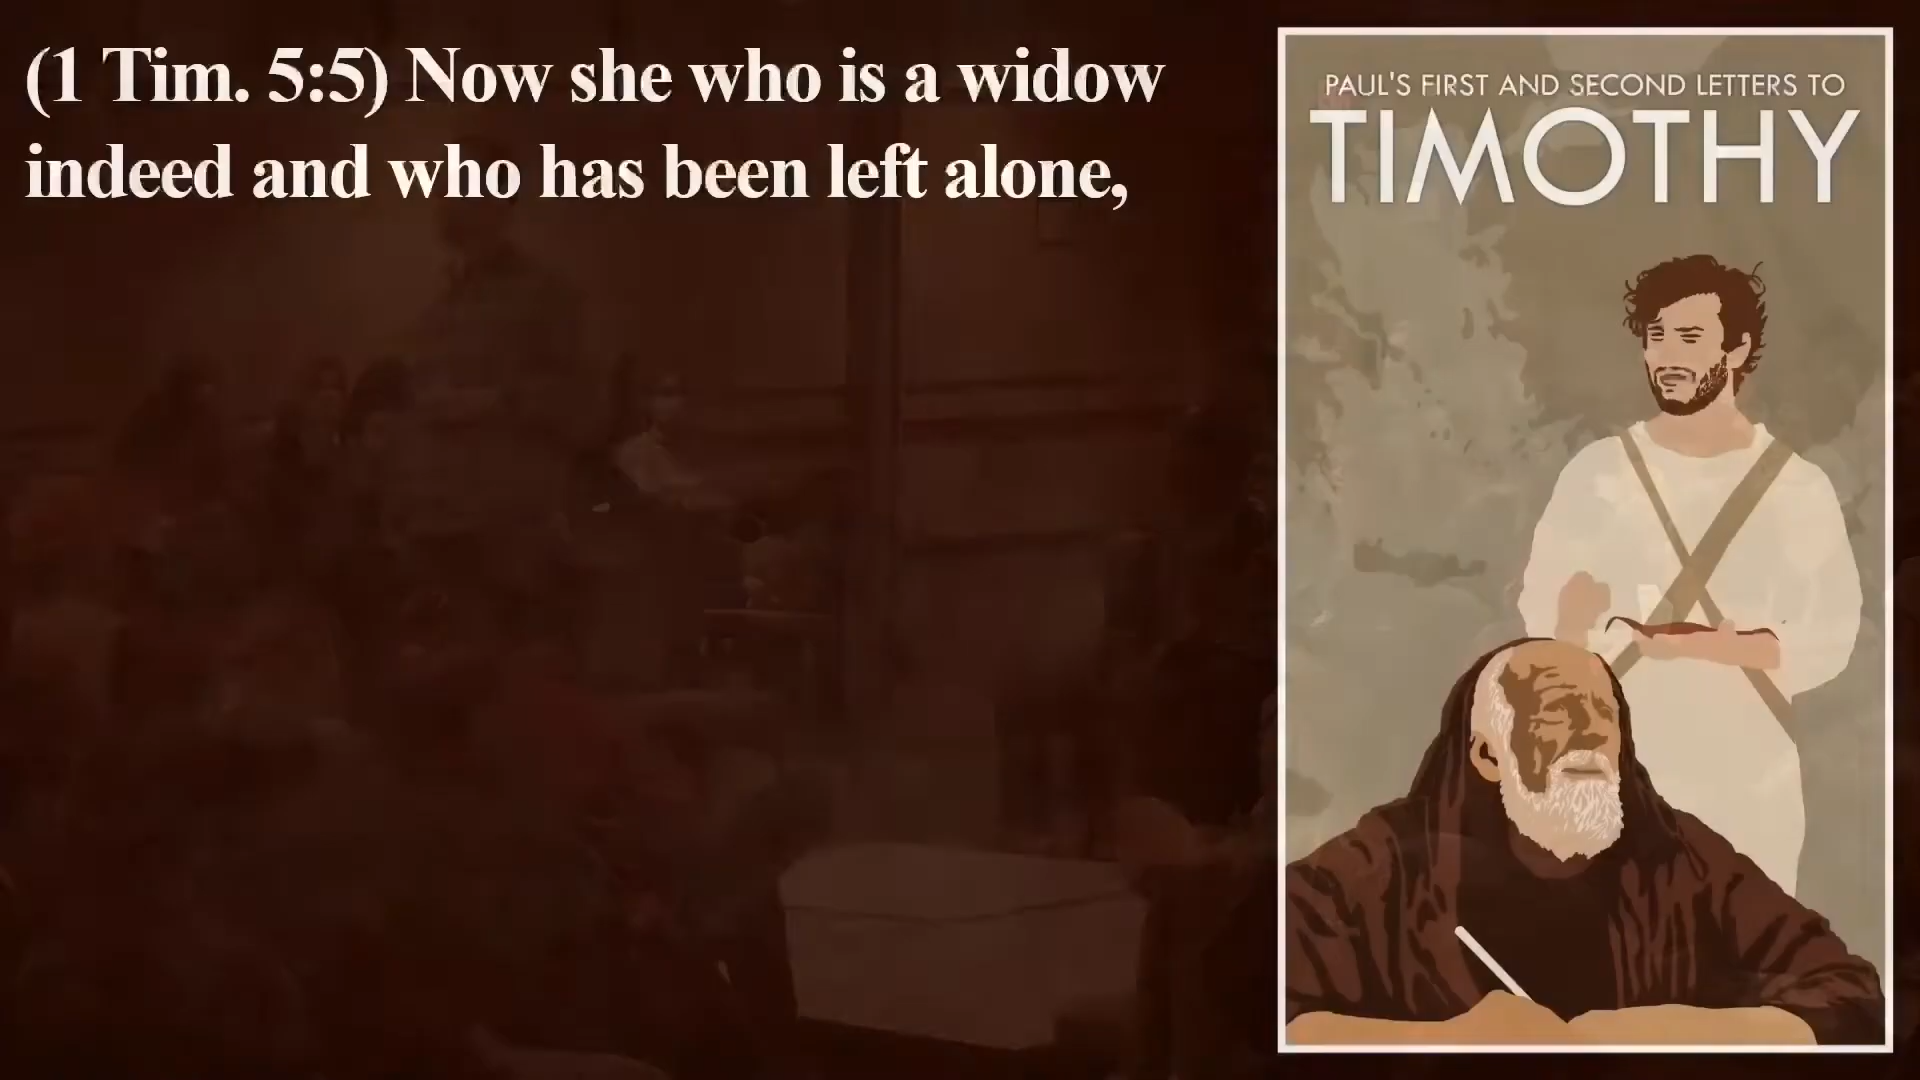 (1 Tim. 5:5) Now she who is a widow
indeed and who has been left alone,
PAUL'S FIRST AND SECOND LETTERS TO
TIMOTHY